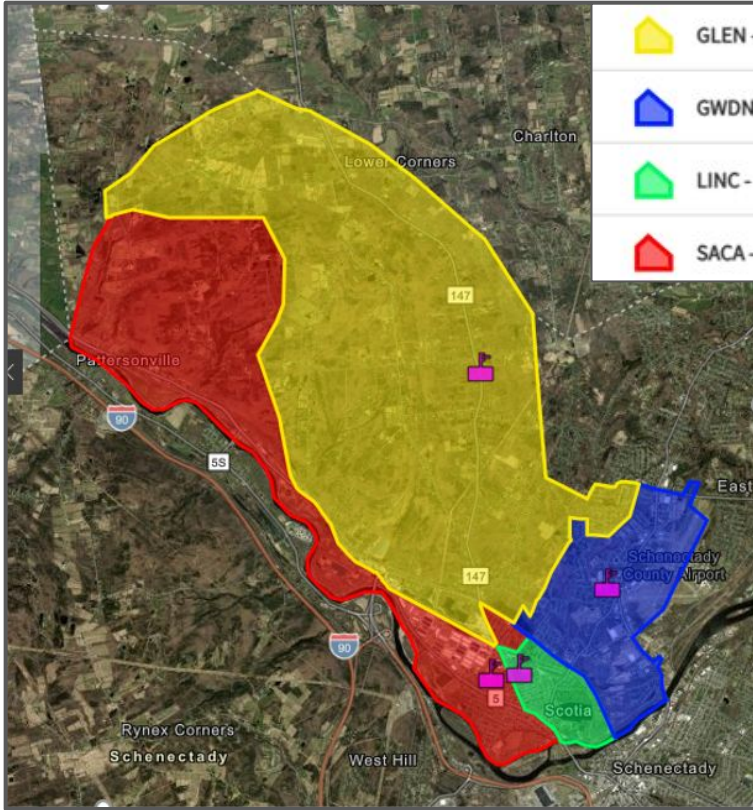 GLEN -
GWDN
LINC -
SACA -
Charlton
Lower Corners
147
Pattersonville
90
5S
East
Schenectady
County Airport
147
90
5
Scotia
Rynex Corners
Schenectady
West Hill
Schenectady